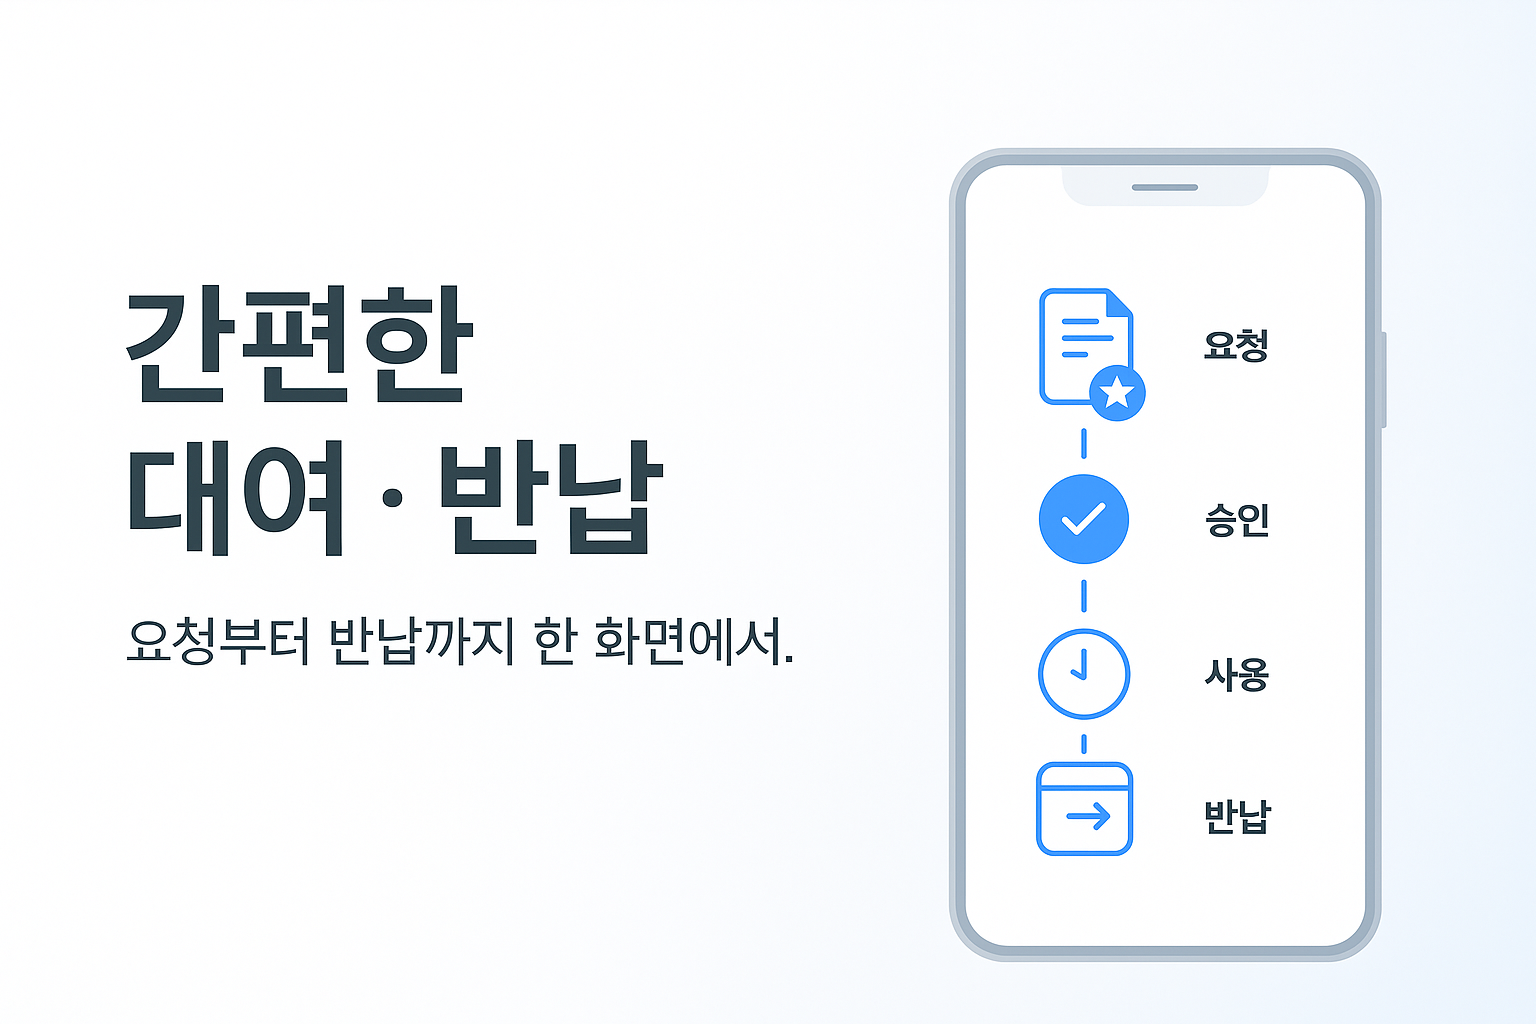 간편한
대여 · 반납
요청부터 반납까지 한 화면에서.
요청
승인
사용
반납